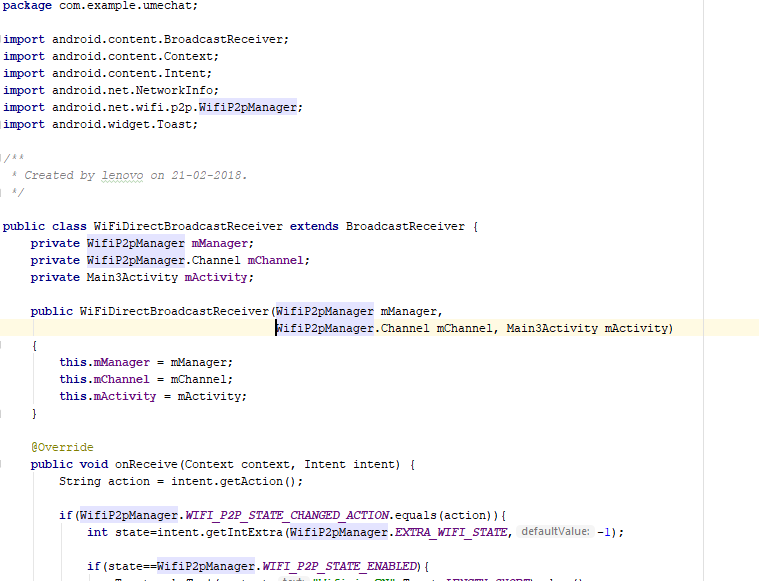 package com.example.umechat;
import android.content.BroadcastReceiver;
import android.content.Context;
import android.content.Intent;
import android.net.NetworkInfo;
import android.net.wifi.p2p.WifiP2pManager;
import android.widget.Toast;
/**
* Created by lenovo on 21-02-2018.
*/
public class WiFiDirectBroadcastReceiver extends BroadcastReceiver {
private WifiP2pManager mManager;
private WifiP2pManager.Channel mChannel;
private Main3Activity mActivity;
public WiFiDirectBroadcastReceiver(WifiP2pManager mManager,
WifiP2pManager.Channel mChannel, Main3Activity mActivity)
{
this.mManager = mManager;
this.mChannel = mChannel;
this.mActivity = mActivity;
}
@Override
public void onReceive(Context context, Intent intent) {
String action = intent.getAction();
if(WifiP2pManager.WIFI_P2P_STATE_CHANGED_ACTION.equals(action)){
int state=intent.getIntExtra(WifiP2pManager.EXTRA_WIFI_STATE, defaultValue: -1);
if(state==WifiP2pManager.WIFI_P2P_STATE_ENABLED){